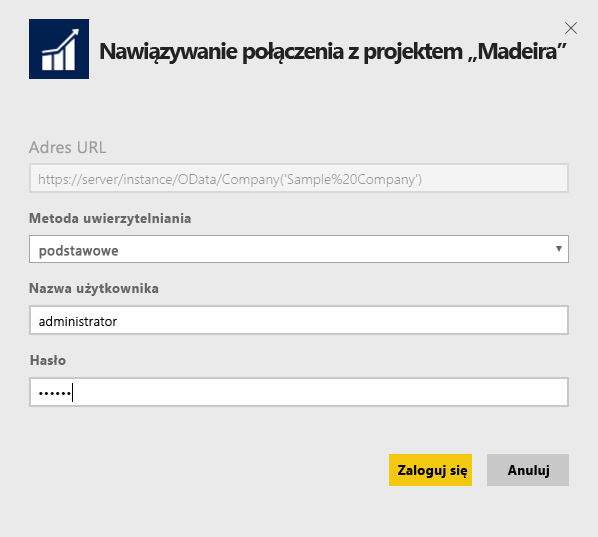 Nawiązywanie połączenia z projektem „Madeira”
Adres URL
https://server/instance/OData/Company('Sample%20Company')
Metoda uwierzytelniania
podstawowe
Nazwa użytkownika
administrator
Hasło
••••••
Zaloguj się
Anuluj